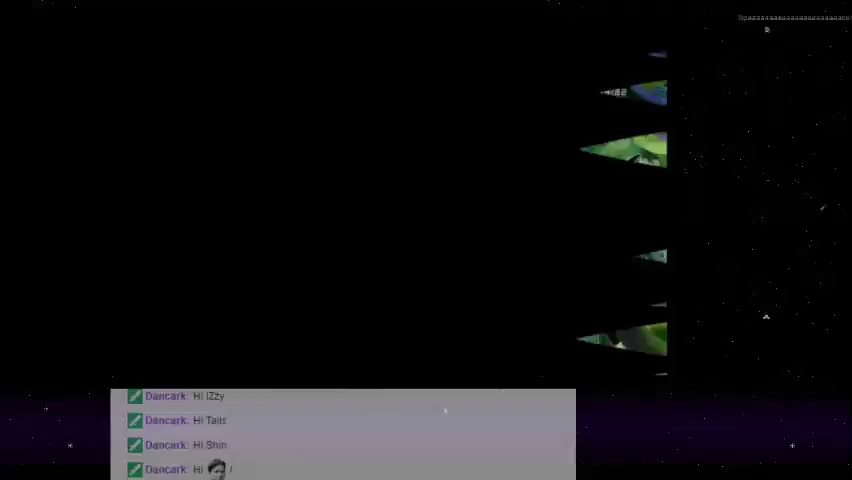 Dancark: Hi IZzy
Dancark: Hi Tails
Dancark: Hi Shin
Dancark: Hi /